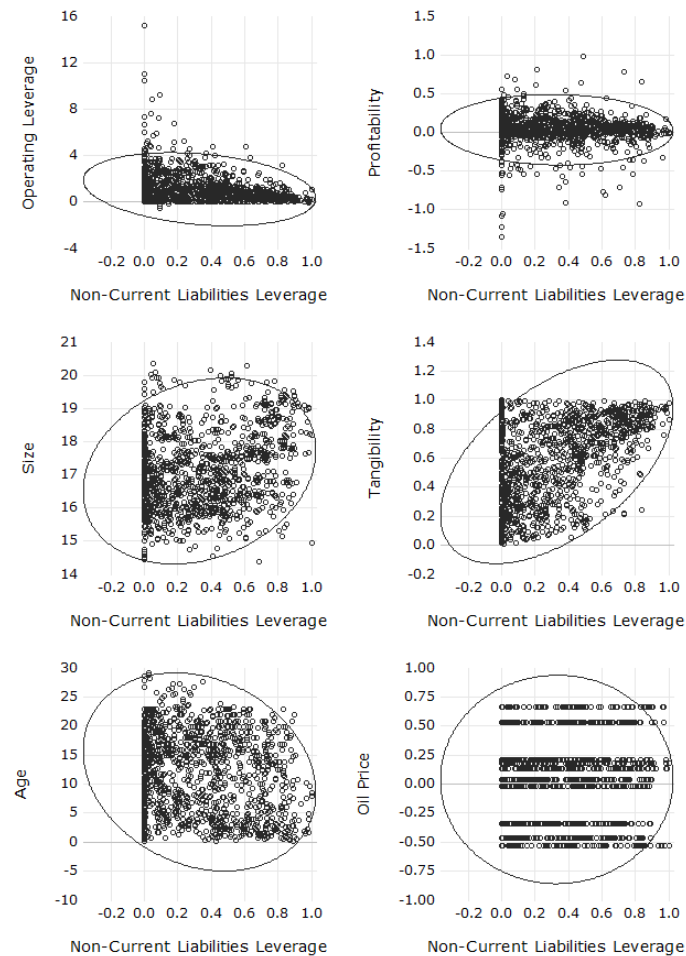 16
12
8
4
0
-4
Operating Leverage
-0.2 0.0 0.2 0.4 0.6 0.8 1.0
Non-Current Liabilities Leverage
1.5
1.0
0.5
0.0
-0.5
-1.0
-1.5
Profitability
-0.2 0.0 0.2 0.4 0.6 0.8 1.0
Non-Current Liabilities Leverage
21
20
19
18
17
16
15
14
Size
-0.2 0.0 0.2 0.4 0.6 0.8 1.0
Non-Current Liabilities Leverage
1.4
1.2
1.0
0.8
0.6
0.4
0.2
0.0
-0.2
Tangibility
-0.2 0.0 0.2 0.4 0.6 0.8 1.0
Non-Current Liabilities Leverage
30
25
20
15
10
5
0
-5
-10
Age
-0.2 0.0 0.2 0.4 0.6 0.8 1.0
Non-Current Liabilities Leverage
1.00
0.75
0.50
0.25
0.00
-0.25
-0.50
-0.75
-1.00
Oil Price
-0.2 0.0 0.2 0.4 0.6 0.8 1.0
Non-Current Liabilities Leverage